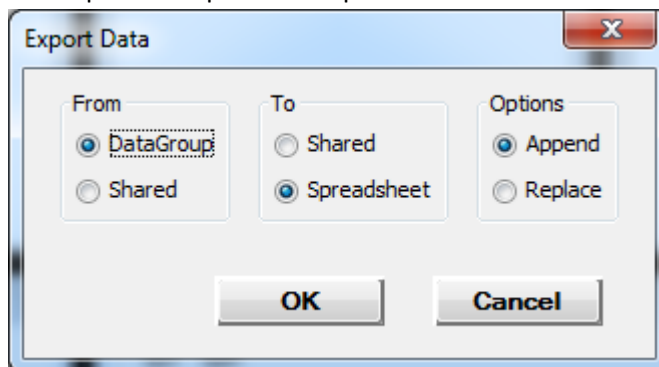 Export Data
From
To
Options
DataGroup
Shared
Append
Shared
Spreadsheet
Replace
OK
Cancel